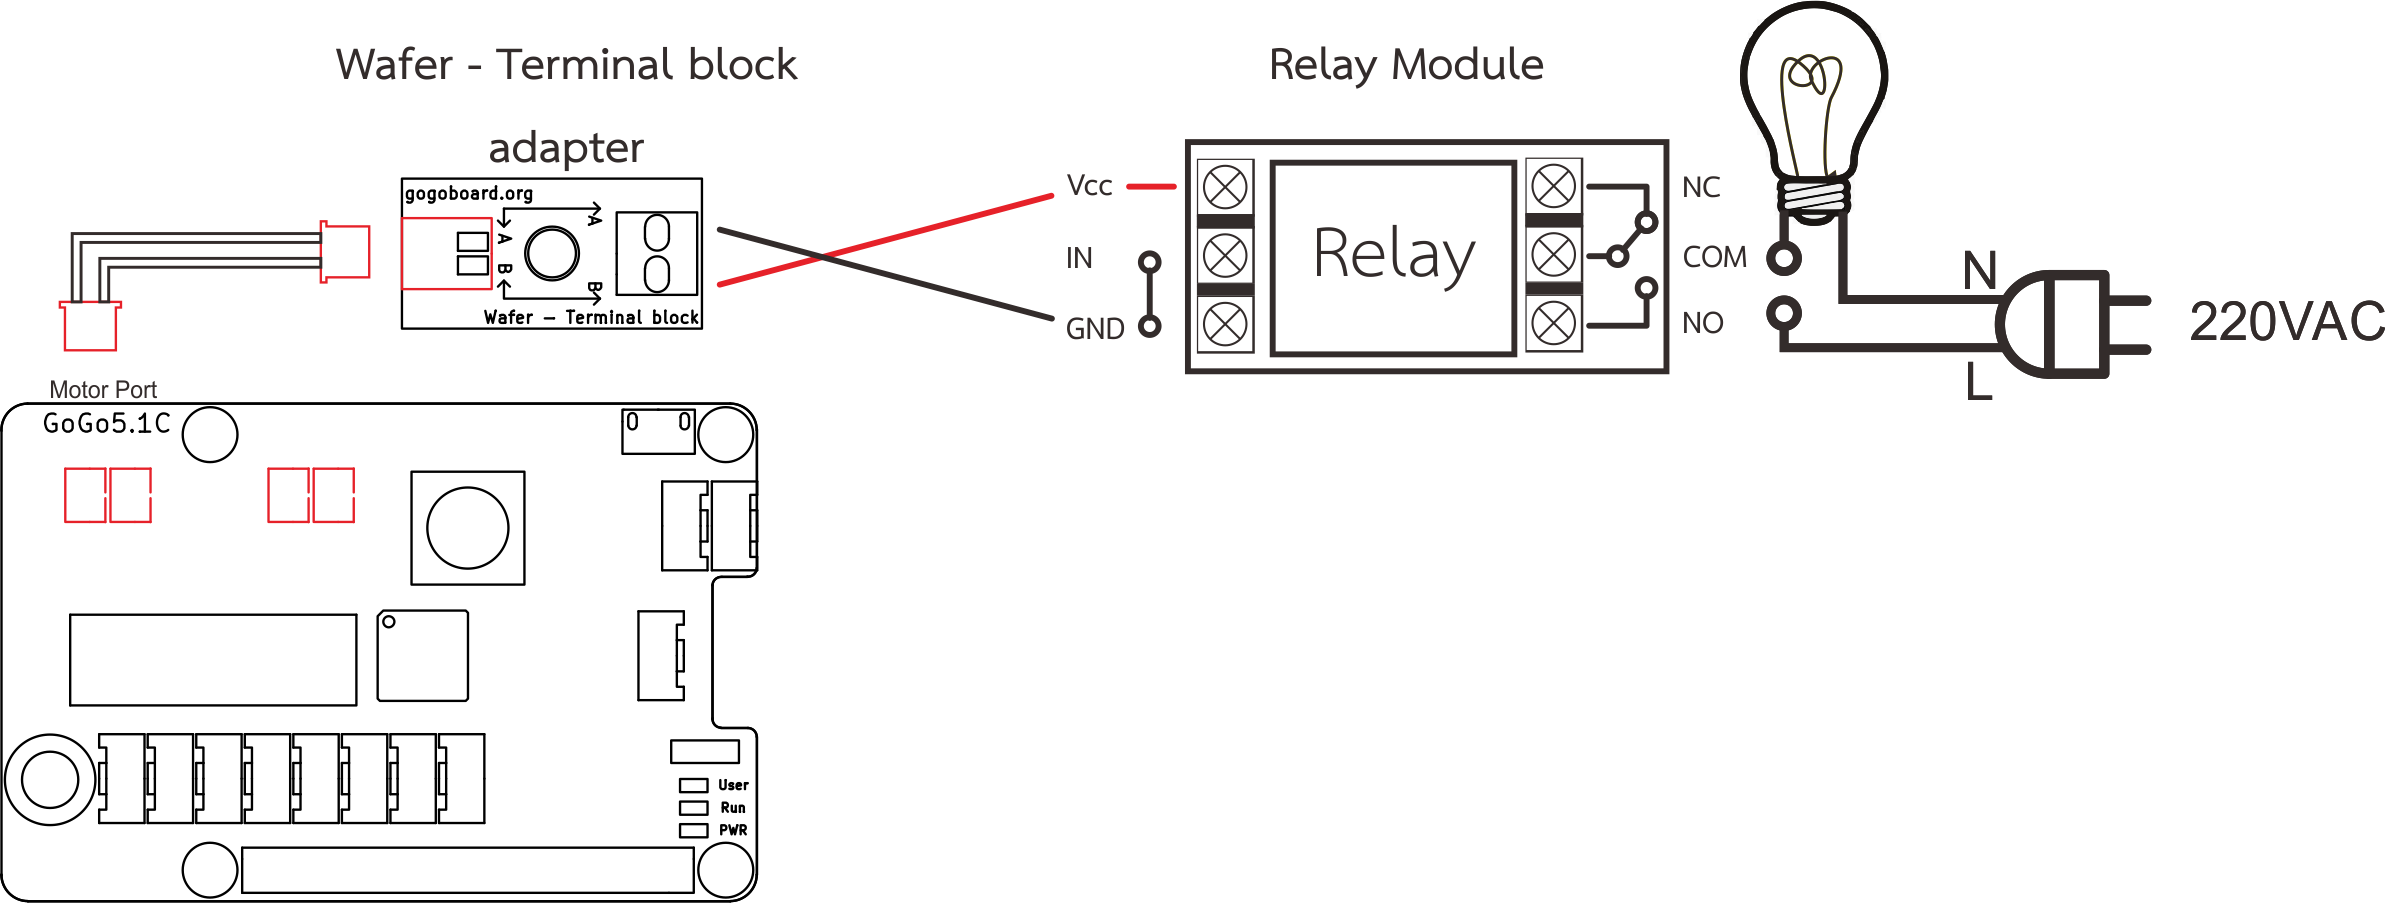 Wafer - Terminal block
adapter
gogoboard.org
A
A
B
B
Wafer - Terminal block
Relay Module
Vcc
IN
GND
Relay
NC
COM
NO
N
L
220VAC
Motor Port
GoGo5.1C
User
Run
PWR